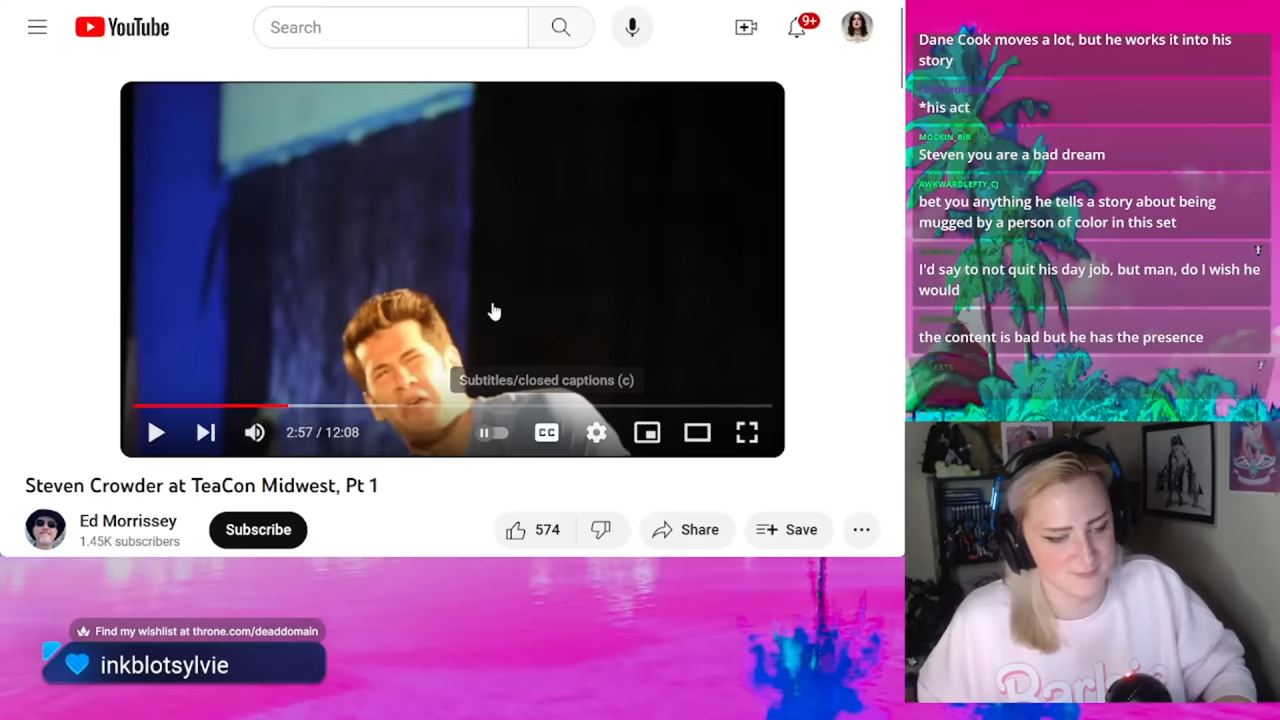 YouTube
Search
9+
Subtitles/closed captions (c)
2:57 / 12:08
CC
Steven Crowder at TeaCon Midwest, Pt 1
Ed Morrissey
1.45K subscribers
Subscribe
574
Share
Save
Find my wishlist at throne.com/deaddomain
inkblotsylvie
Dane Cook moves a lot, but he works it into his
story
*his act
MOCKIN_BIR
Steven you are a bad dream
AWKWARDLEFTY_CJ
bet you anything he tells a story about being
mugged by a person of color in this set
I'd say to not quit his day job, but man, do I wish he
would
the content is bad but he has the presence
Barbie